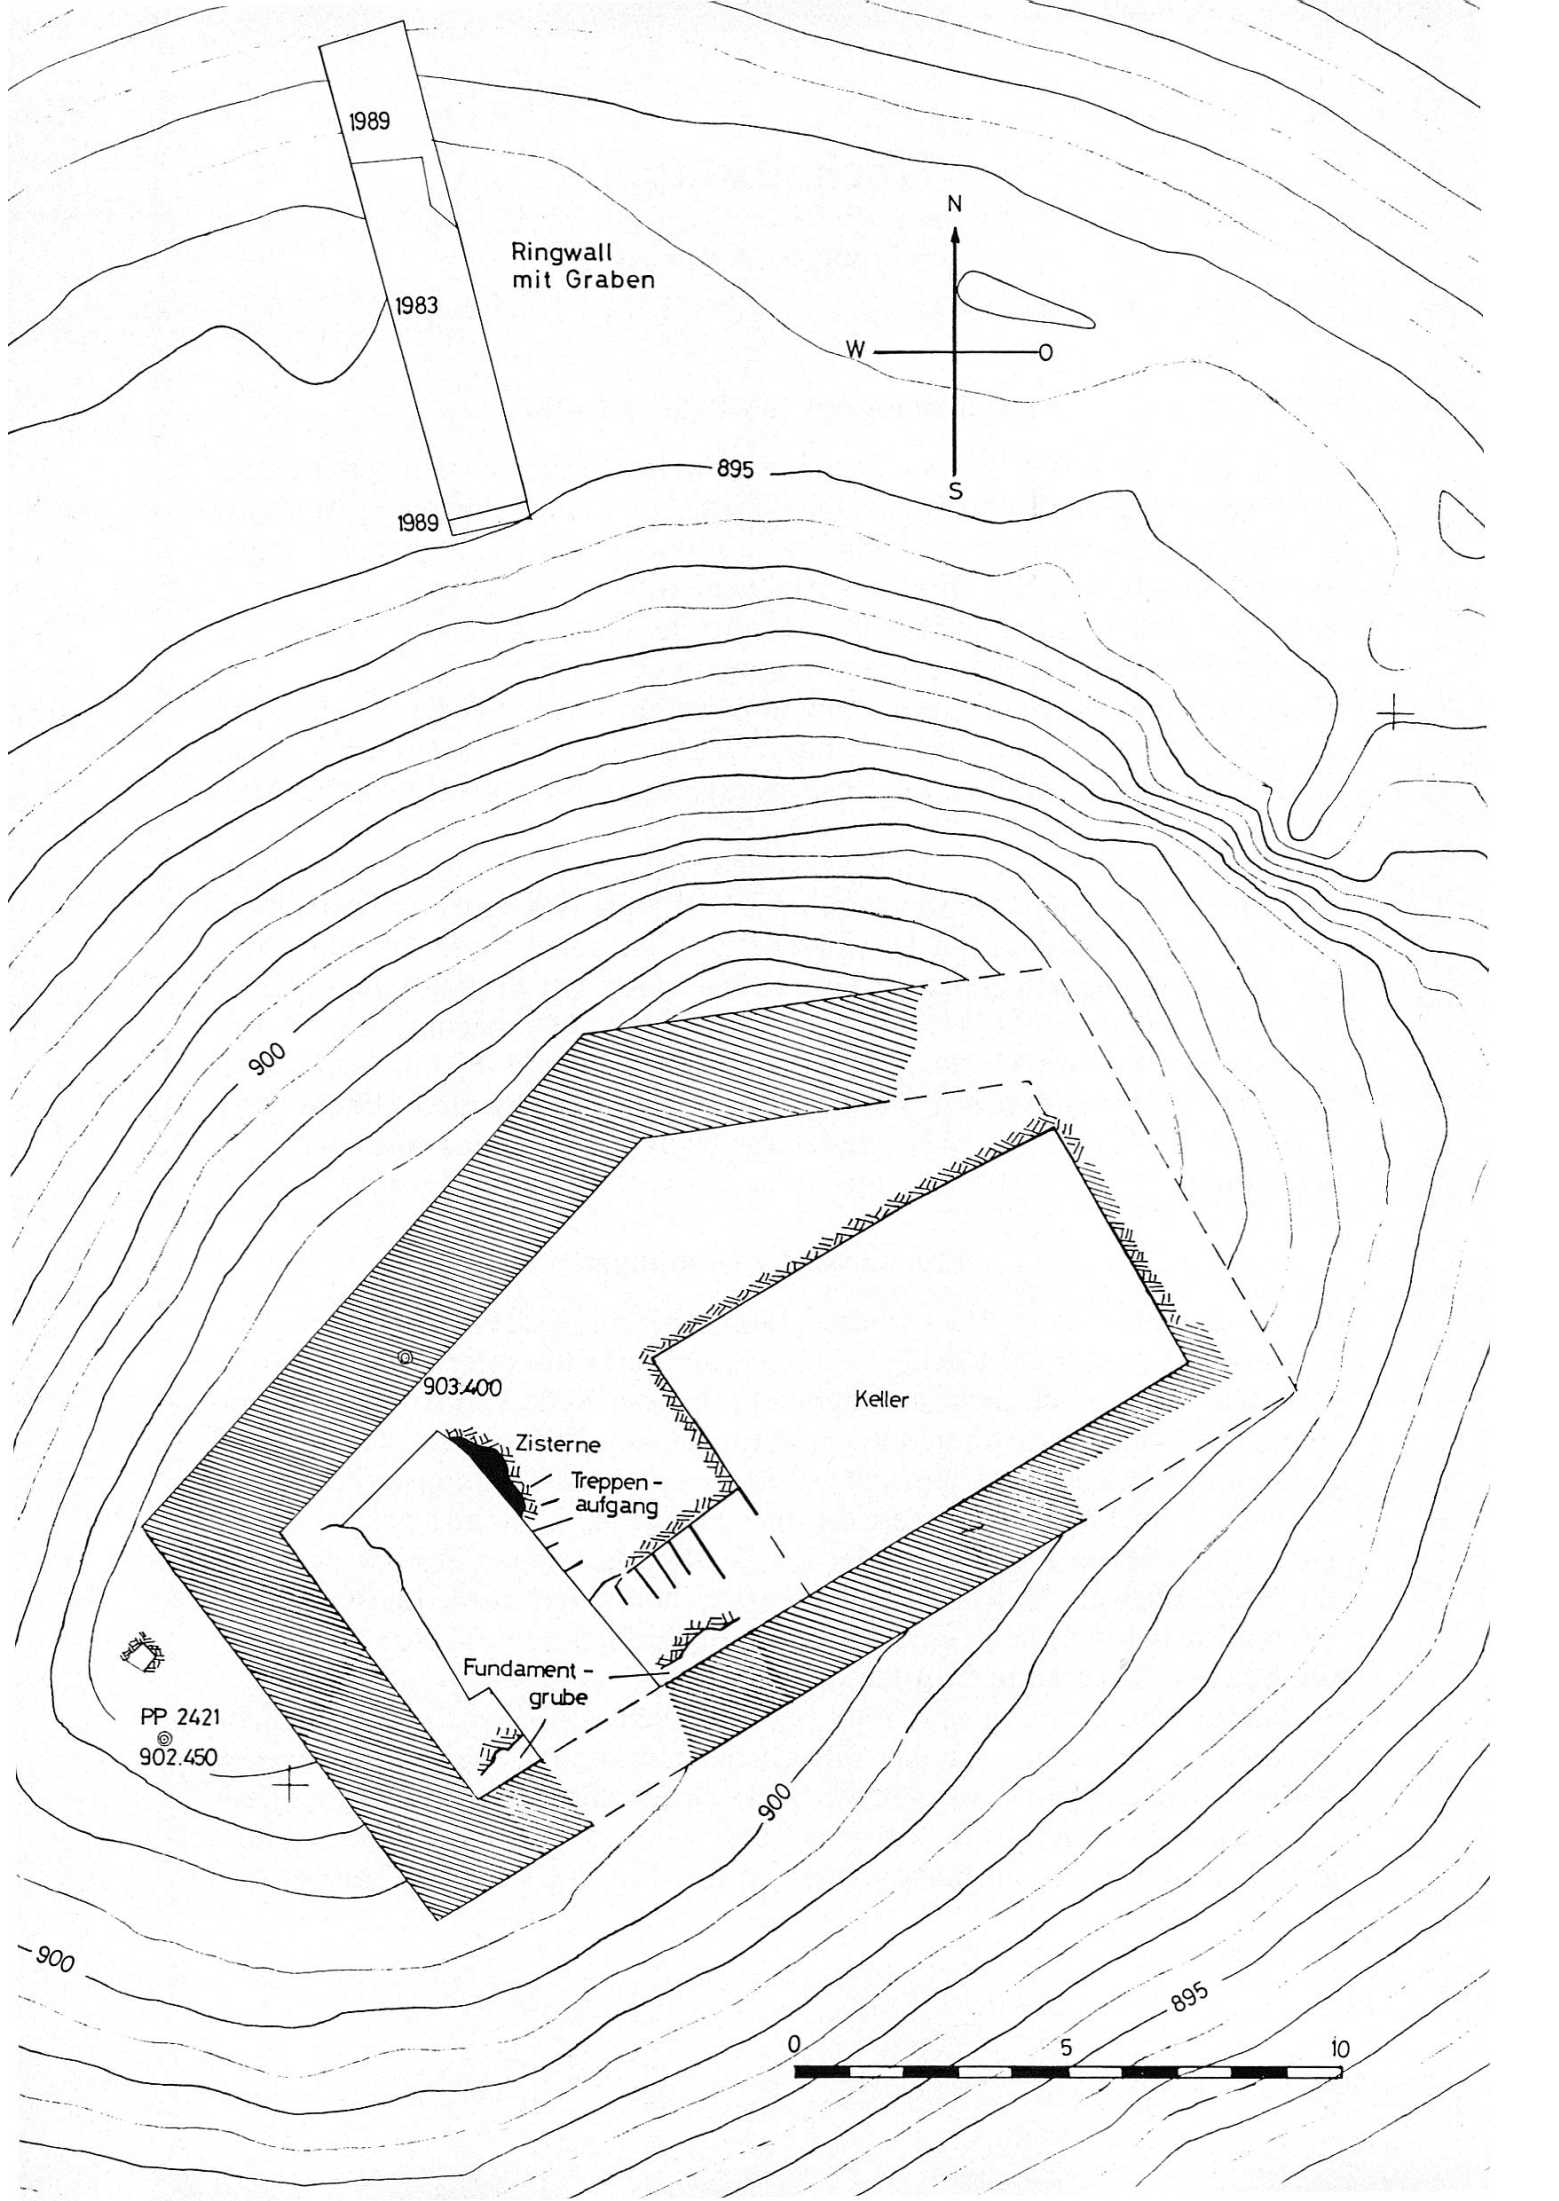 1989
N
Ringwall
mit Graben
1983
W
O
895
S
1989
900
903.400
Keller
Zisterne
Treppen-
aufgang
Fundament-
grube
PP 2421
902.450
900
900
895
0
5
10